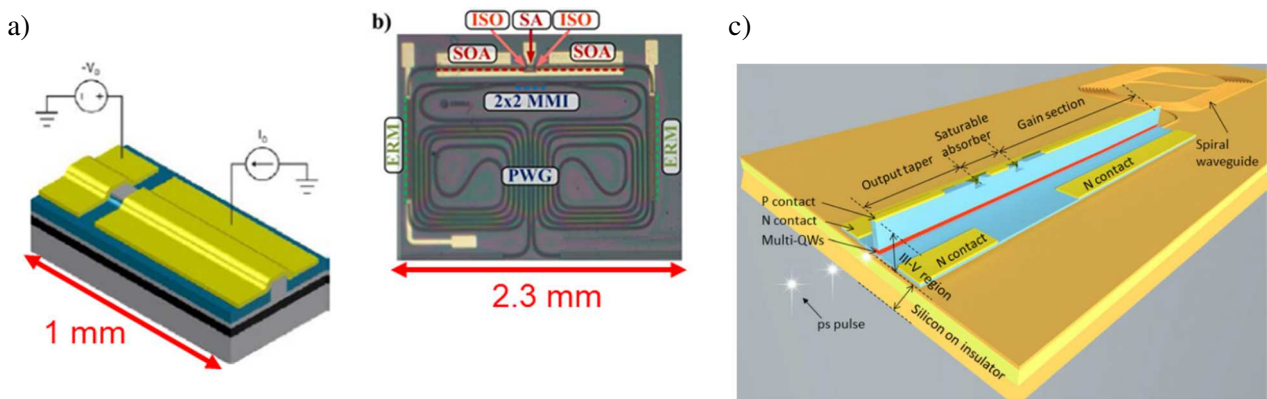 a)
-V₀
I₀
1 mm
b)
ISO SA ISO
SOA SOA
2x2 MMI
ERM ERM
PWG
2.3 mm
c)
Gain section
Saturable
absorber
Output taper
Spiral
waveguide
P contact
N contact
Multi-QWs
N contact
N contact
III-V region
Silicon on insulator
ps pulse